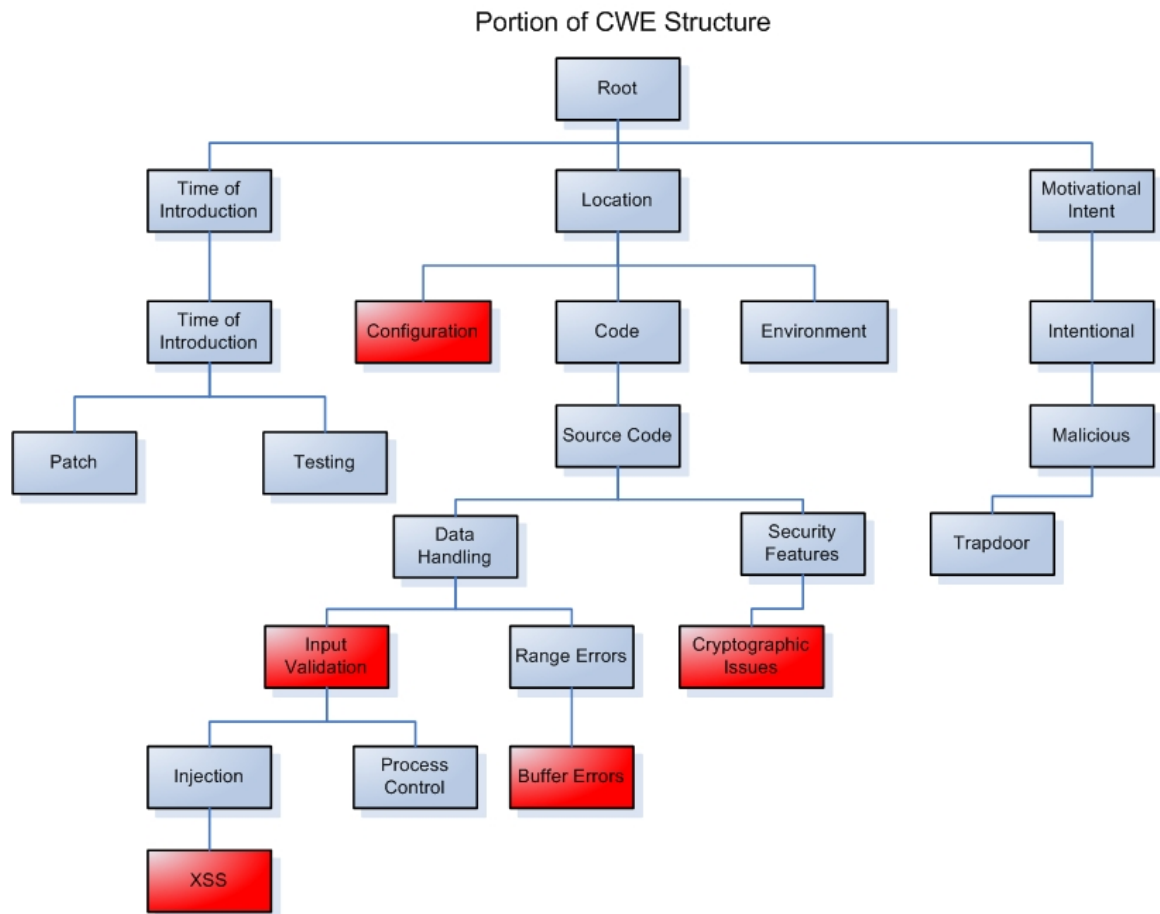 Portion of CWE Structure
Root
Time of
Introduction
Location
Motivational
Intent
Time of
Introduction
Configuration
Code
Environment
Intentional
Patch
Testing
Source Code
Malicious
Data
Handling
Security
Features
Trapdoor
Input
Validation
Range Errors
Cryptographic
Issues
Injection
Process
Control
Buffer Errors
XSS